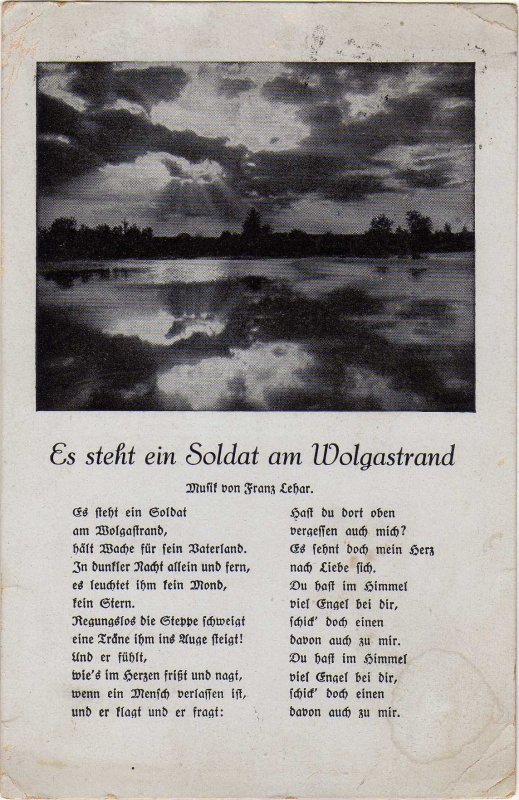 Es steht ein Soldat am Wolgastrand
Musik von Franz Lehar.
Es steht ein Soldat
am Wolgastrand,
hält Wache für sein Vaterland.
In dunkler Nacht allein und fern,
es leuchtet ihm kein Mond,
kein Stern.
Regungslos die Steppe schweigt
eine Träne ihm ins Auge steigt!
Und er fühlt,
wie's im Herzen frißt und nagt,
wenn ein Mensch verlassen ist,
und er klagt und er fragt:
Hast du dort oben
vergessen auch mich?
Es sehnt doch mein Herz
nach Liebe sich.
Du hast im Himmel
viel Engel bei dir,
schick' doch einen
davon auch zu mir.
Du hast im Himmel
viel Engel bei dir,
schick' doch einen
davon auch zu mir.